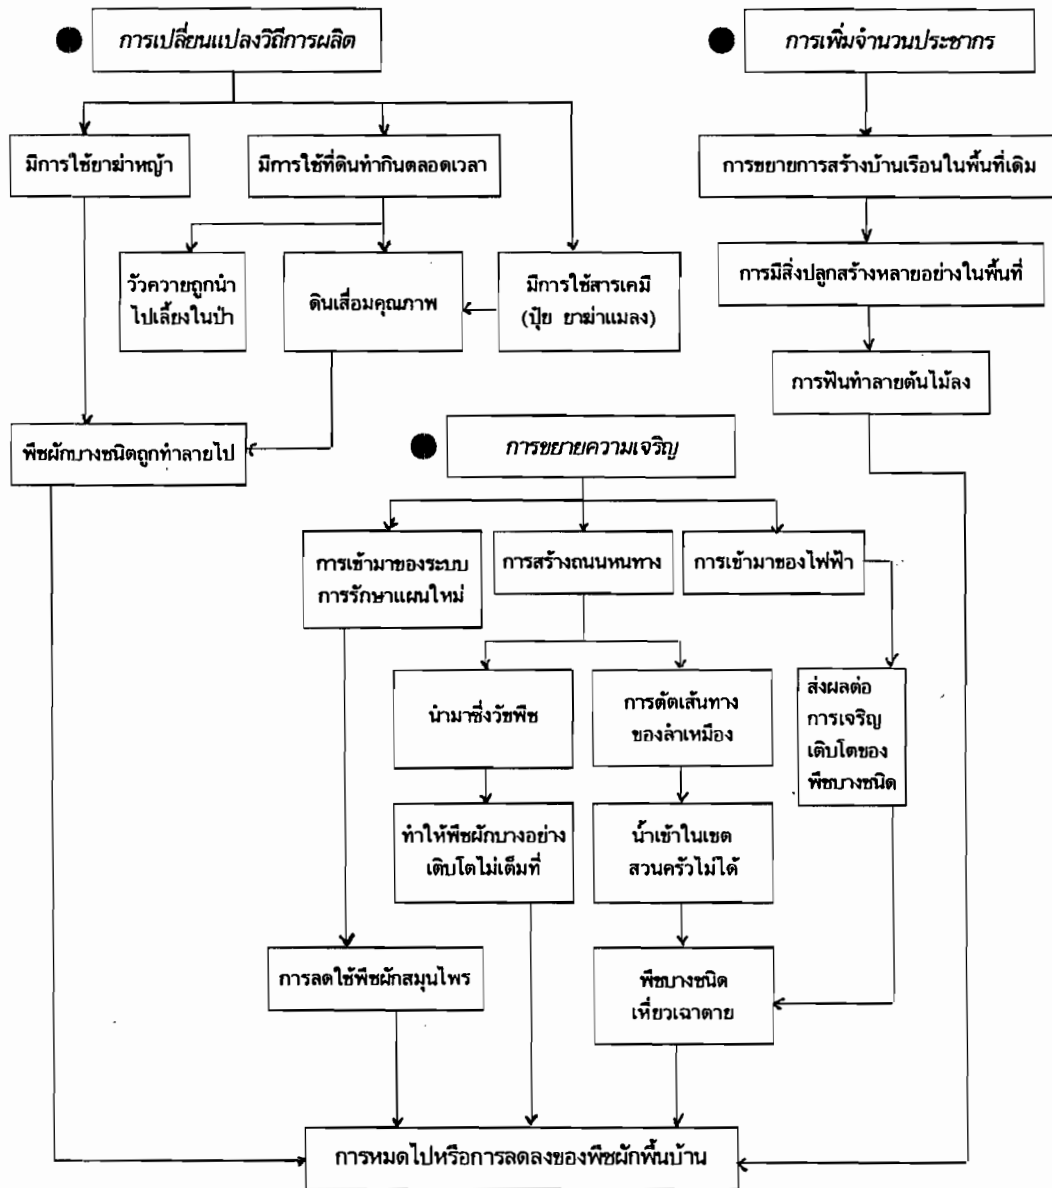 การเปลี่ยนแปลงวิถีการผลิต
การเพิ่มจำนวนประชากร
มีการใช้ยาฆ่าหญ้า
มีการใช้ที่ดินทำกินตลอดเวลา
การขยายการสร้างบ้านเรือนในพื้นที่เดิม
วัวควายถูกนำ
ไปเลี้ยงในป่า
ดินเสื่อมคุณภาพ
มีการใช้สารเคมี
(ปุ๋ย ยาฆ่าแมลง)
การมีสิ่งปลูกสร้างหลายอย่างในพื้นที่
การฟันทำลายต้นไม้ลง
พืชผักบางชนิดถูกทำลายไป
การขยายความเจริญ
การเข้ามาของระบบ
การรักษาแผนใหม่
การสร้างถนนหนทาง
การเข้ามาของไฟฟ้า
นำมาซึ่งวัชพืช
การตัดเส้นทาง
ของลำเหมือง
ส่งผลต่อ
การเจริญ
เติบโตของ
พืชบางชนิด
ทำให้พืชผักบางอย่าง
เติบโตไม่เต็มที่
น้ำเข้าในเขต
สวนครัวไม่ได้
การลดใช้พืชผักสมุนไพร
พืชบางชนิด
เหี่ยวเฉาตาย
การหมดไปหรือการลดลงของพืชผักพื้นบ้าน